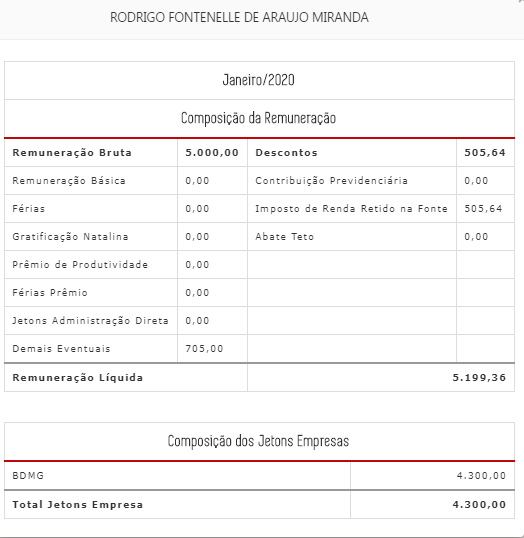 RODRIGO FONTENELLE DE ARAUJO MIRANDA
Janeiro/2020
Composição da Remuneração
Remuneração Bruta 5.000,00 Descontos 505,64
Remuneração Básica 0,00 Contribuição Previdenciária 0,00
Férias 0,00 Imposto de Renda Retido na Fonte 505,64
Gratificação Natalina 0,00 Abate Teto 0,00
Prêmio de Produtividade 0,00
Férias Prêmio 0,00
Jetons Administração Direta 0,00
Demais Eventuais 705,00
Remuneração Líquida 5.199,36
Composição dos Jetons Empresas
BDMG 4.300,00
Total Jetons Empresa 4.300,00